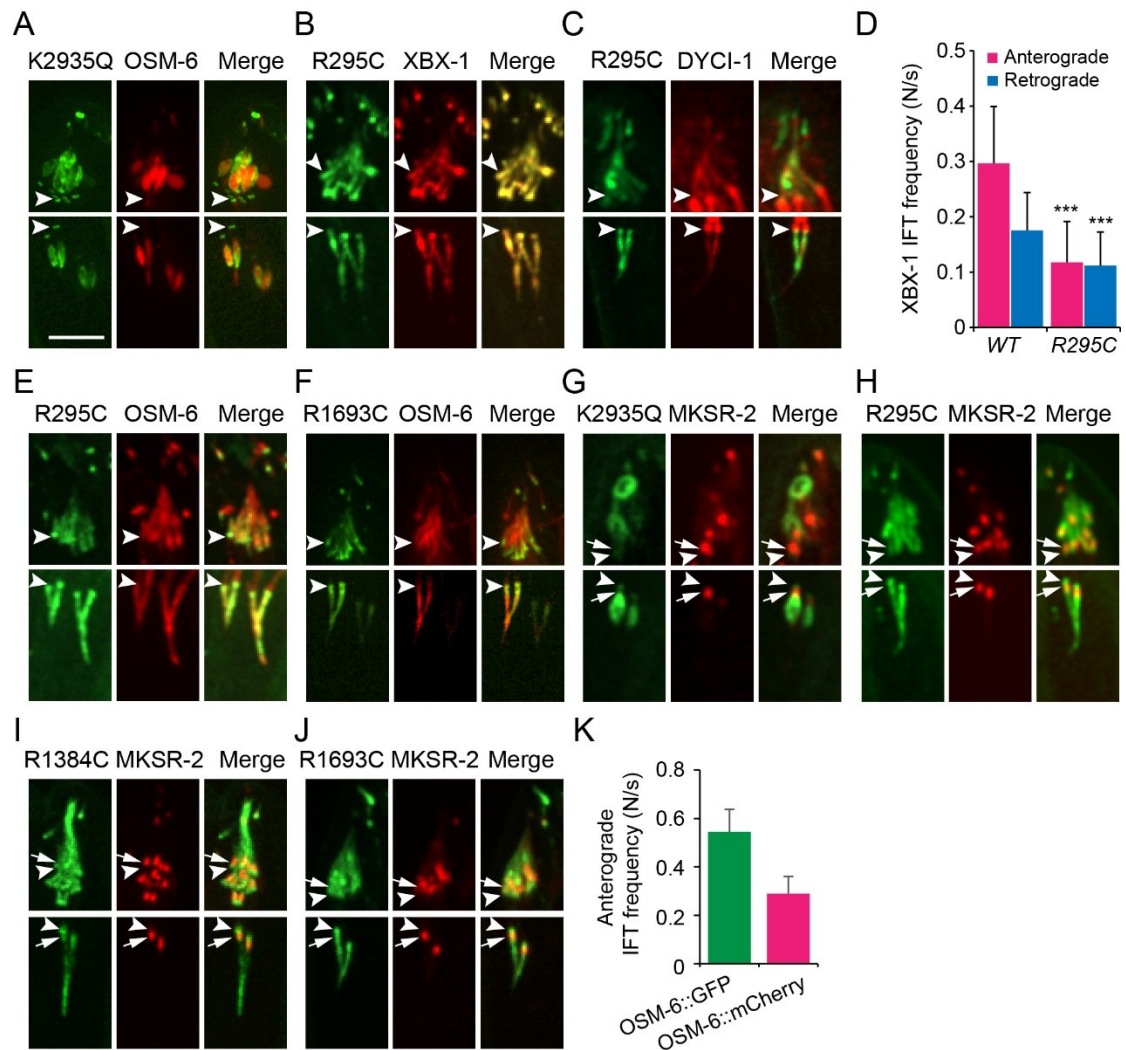 A
K2935Q OSM-6 Merge
B
R295C XBX-1 Merge
C
R295C DYCI-1 Merge
D
XBX-1 IFT frequency (N/s)
0.5
0.4
0.3
0.2
0.1
0
Anterograde
Retrograde
*** ***
WT R295C
E
R295C OSM-6 Merge
F
R1693C OSM-6 Merge
G
K2935Q MKSR-2 Merge
H
R295C MKSR-2 Merge
I
R1384C MKSR-2 Merge
J
R1693C MKSR-2 Merge
K
Anterograde
IFT frequency (N/s)
0.8
0.6
0.4
0.2
0
OSM-6::GFP
OSM-6::mCherry